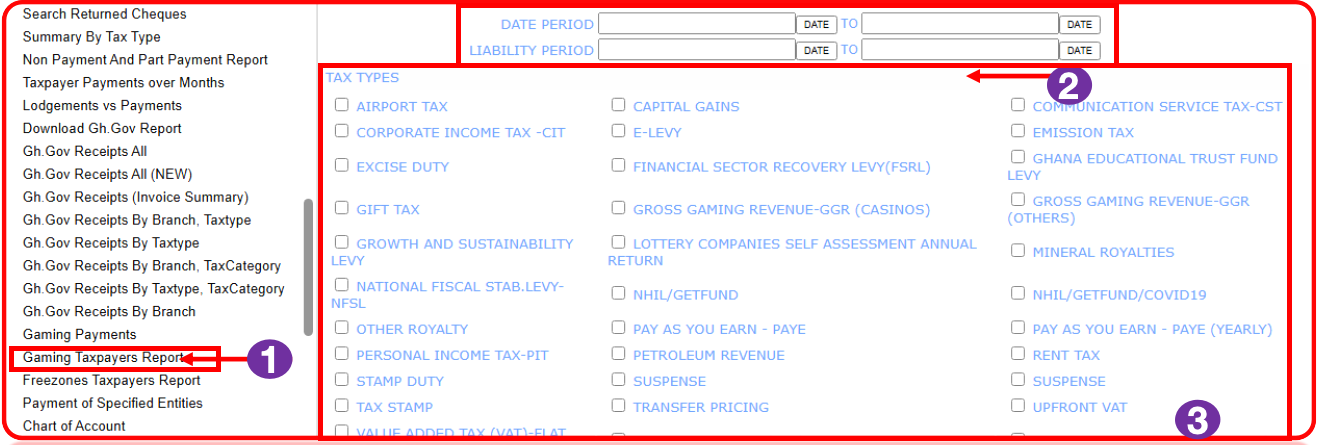 Search Returned Cheques
Summary By Tax Type
Non Payment And Part Payment Report
Taxpayer Payments over Months
Lodgements vs Payments
Download Gh.Gov Report
Gh.Gov Receipts All
Gh.Gov Receipts All (NEW)
Gh.Gov Receipts (Invoice Summary)
Gh.Gov Receipts By Branch, Taxtype
Gh.Gov Receipts By Taxtype
Gh.Gov Receipts By Branch, TaxCategory
Gh.Gov Receipts By Taxtype, TaxCategory
Gh.Gov Receipts By Branch
Gaming Payments
Gaming Taxpayers Report
1
Freezones Taxpayers Report
Payment of Specified Entities
Chart of Account
DATE PERIOD DATE TO DATE
LIABILITY PERIOD DATE TO DATE
TAX TYPES
2
AIRPORT TAX CAPITAL GAINS COMMUNICATION SERVICE TAX-CST
CORPORATE INCOME TAX -CIT E-LEVY EMISSION TAX
EXCISE DUTY FINANCIAL SECTOR RECOVERY LEVY(FSRL) GHANA EDUCATIONAL TRUST FUND
LEVY
GIFT TAX GROSS GAMING REVENUE-GGR (CASINOS) GROSS GAMING REVENUE-GGR
(OTHERS)
GROWTH AND SUSTAINABILITY
LEVY
LOTTERY COMPANIES SELF ASSESSMENT ANNUAL
RETURN
MINERAL ROYALTIES
NATIONAL FISCAL STAB.LEVY-
NFSL
NHIL/GETFUND NHIL/GETFUND/COVID19
OTHER ROYALTY PAY AS YOU EARN - PAYE PAY AS YOU EARN - PAYE (YEARLY)
PERSONAL INCOME TAX-PIT PETROLEUM REVENUE RENT TAX
STAMP DUTY SUSPENSE SUSPENSE
TAX STAMP TRANSFER PRICING UPFRONT VAT
3
VALUE ADDED TAX (VAT)-FLAT